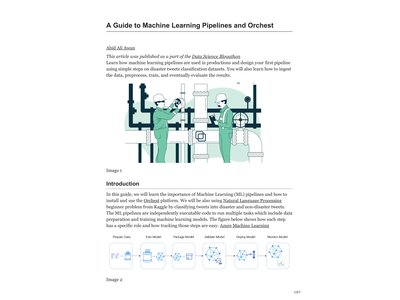 A Guide to Machine Learning Pipelines and Orchest
Abid Ali Awan
This article was published as a part of the Data Science Blogathon
Learn how machine learning pipelines are used in productions and design your first pipeline
using simple steps on disaster tweets classification datasets. You will also learn how to ingest
the data, preprocess, train, and eventually evaluate the results.
Image 1
Introduction
In this guide, we will learn the importance of Machine Learning (ML) pipelines and how to
install and use the Orchest platform. We will be also using Natural Language Processing
beginner problem from Kaggle by classifying tweets into disaster and non-disaster tweets.
The ML pipelines are independently executable code to run multiple tasks which include data
preparation and training machine learning models. The figure below shows how each step
has a specific role and how tracking those steps are easy. Azure Machine Learning
Prepare Data Train Model Package Model Validate Model Deploy Model Monitor Model
Image 2